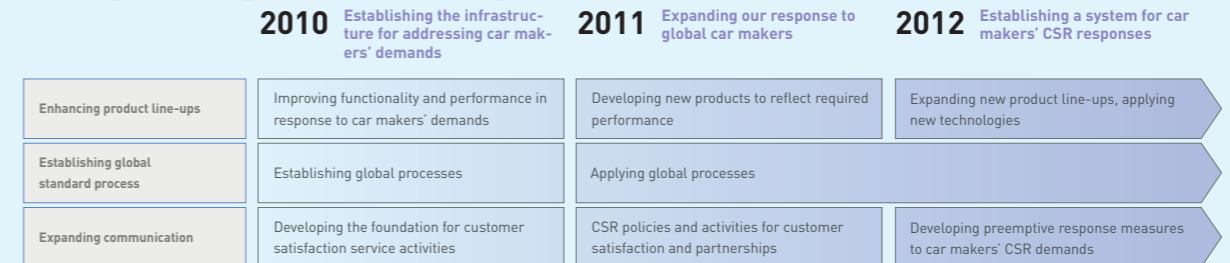 2010 Establishing the infrastruc-
ture for addressing car mak-
ers' demands
2011 Expanding our response to
global car makers
2012 Establishing a system for car
makers' CSR responses
Enhancing product line-ups
Improving functionality and performance in
response to car makers' demands
Developing new products to reflect required
performance
Expanding new product line-ups, applying
new technologies
Establishing global
standard process
Establishing global processes
Applying global processes
Expanding communication
Developing the foundation for customer
satisfaction service activities
CSR policies and activities for customer
satisfaction and partnerships
Developing preemptive response measures
to car makers' CSR demands